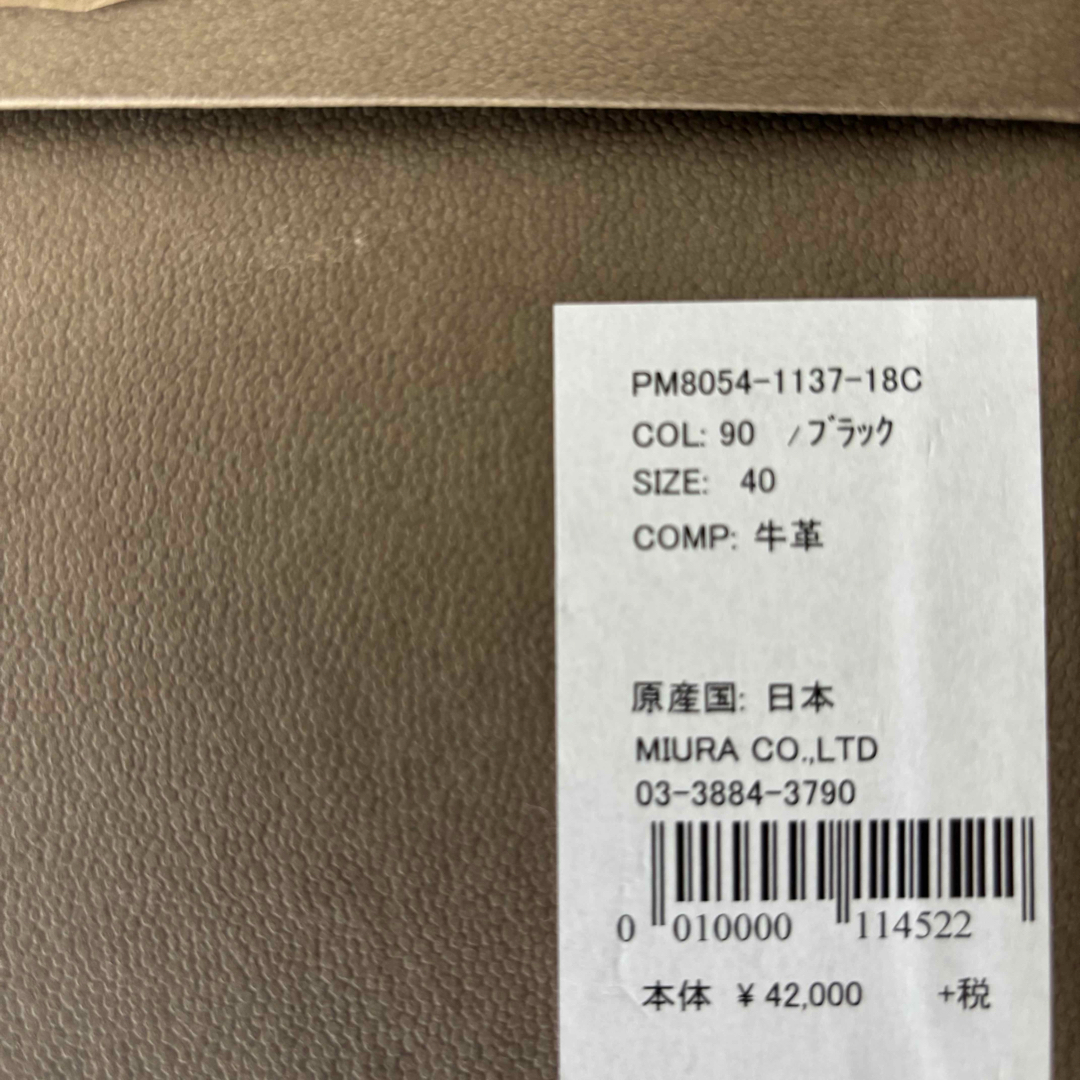 PM8054-1137-18C
COL: 90 /ブラック
SIZE: 40
COMP: 牛革
原産国: 日本
MIURA CO.,LTD
03-3884-3790
0 010000 114522
本体 ¥ 42,000 +税